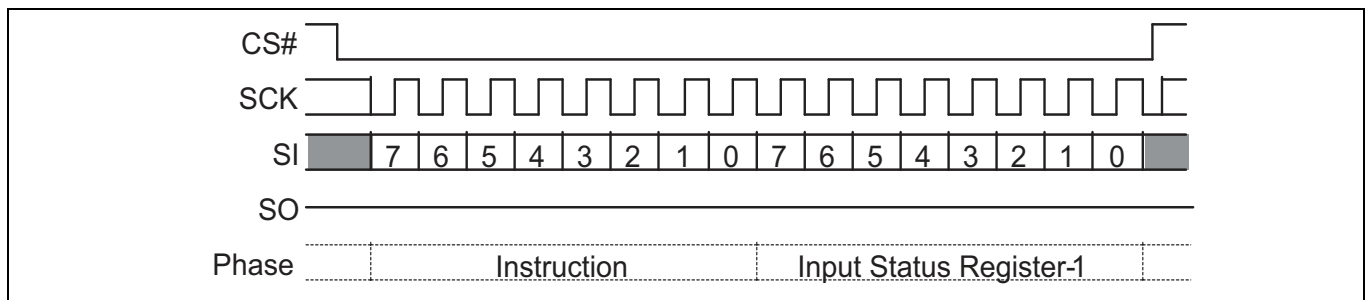 CS#
SCK
SI 7 6 5 4 3 2 1 0 7 6 5 4 3 2 1 0
SO
Phase Instruction Input Status Register-1